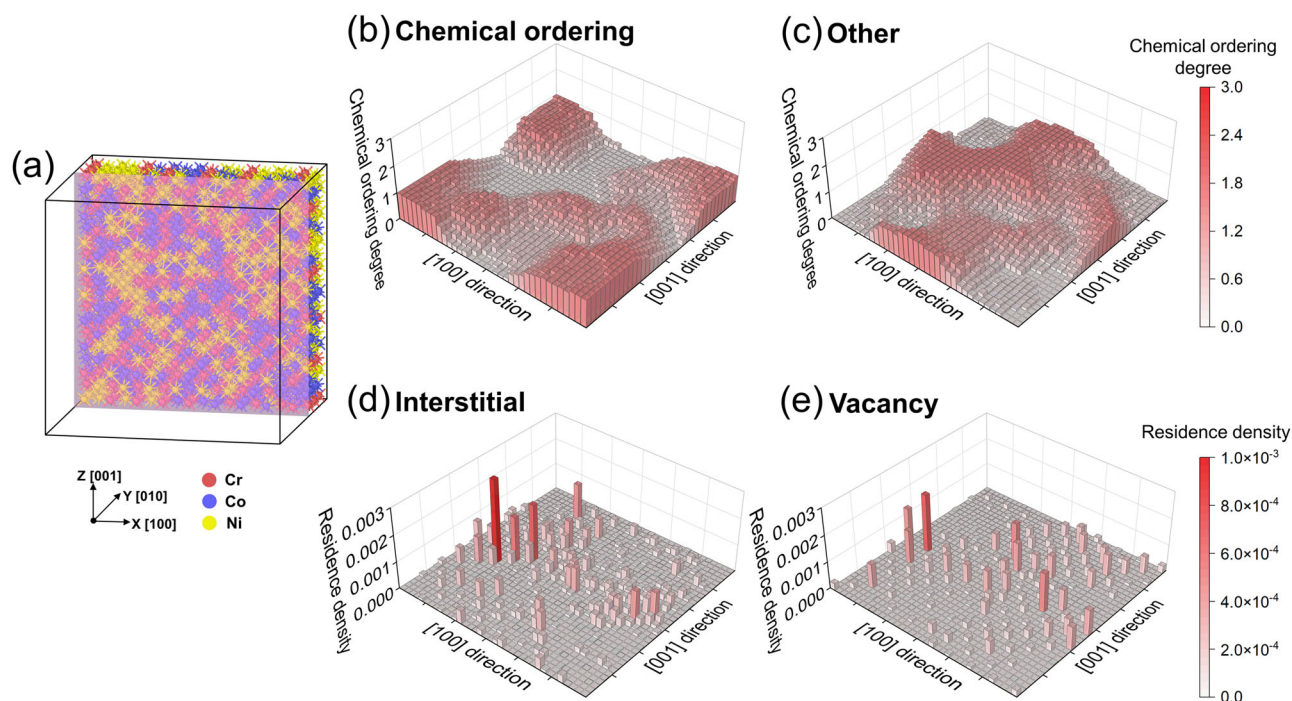 (a)
Z [001]
Y [010]
X [100]
Cr
Co
Ni
(b) Chemical ordering
Chemical ordering degree
3
2
1
0
[100] direction
[001] direction
(c) Other
Chemical ordering degree
3
2
1
0
[100] direction
[001] direction
Chemical ordering
degree
3.0
2.4
1.8
1.2
0.6
0.0
(d) Interstitial
Residence density
0.003
0.002
0.001
0.000
[100] direction
[001] direction
(e) Vacancy
Residence density
0.003
0.002
0.001
0.000
[100] direction
[001] direction
Residence density
1.0×10⁻³
8.0×10⁻⁴
6.0×10⁻⁴
4.0×10⁻⁴
2.0×10⁻⁴
0.0